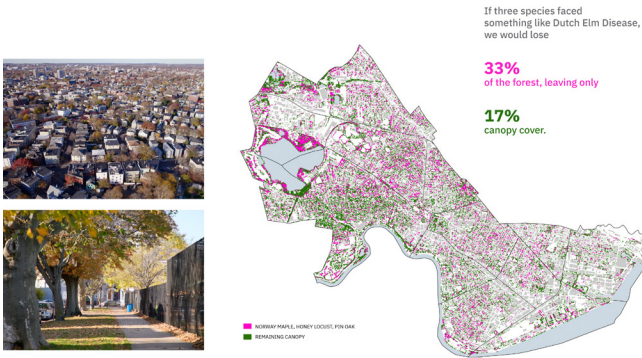 If three species faced
something like Dutch Elm Disease,
we would lose
33%
of the forest, leaving only
17%
canopy cover.
NORWAY MAPLE, HONEY LOCUST, PIN OAK
REMAINING CANOPY